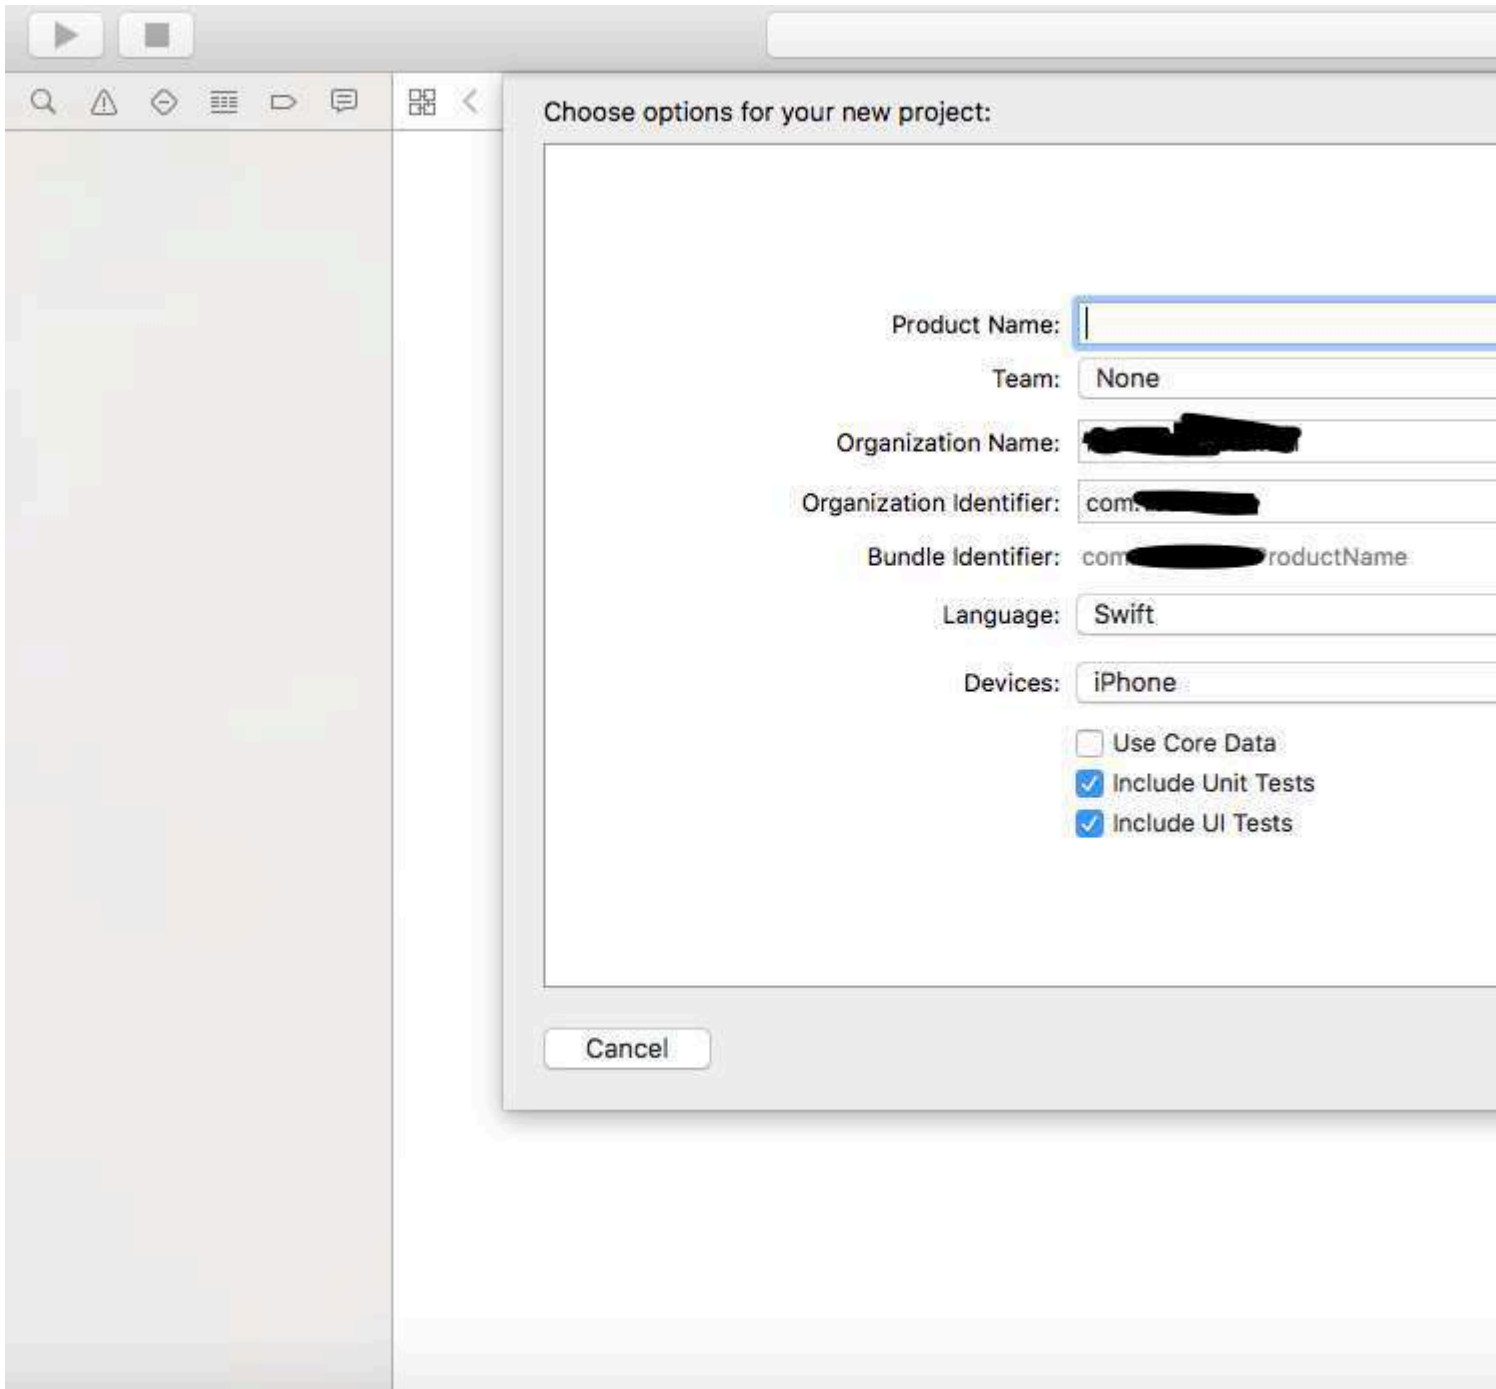 Choose options for your new project:
Product Name:
Team: None
Organization Name:
Organization Identifier: com.
Bundle Identifier: com roductName
Language: Swift
Devices: iPhone
Use Core Data
Include Unit Tests
Include UI Tests
Cancel